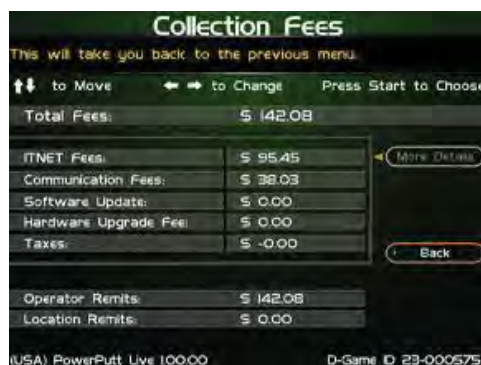 Collection Fees
This will take you back to the previous menu.
to Move to Change Press Start to Choose
Total Fees: $ 142.08
ITNET Fees: $ 95.45 More Details
Communication Fees: $ 38.03
Software Update: $ 0.00
Hardware Upgrade Fee: $ 0.00
Taxes: $ -0.00
Back
Operator Remits: $ 142.08
Location Remits: $ 0.00
(USA) PowerPutt Live 1.00.00 D-Game ID 23-000575